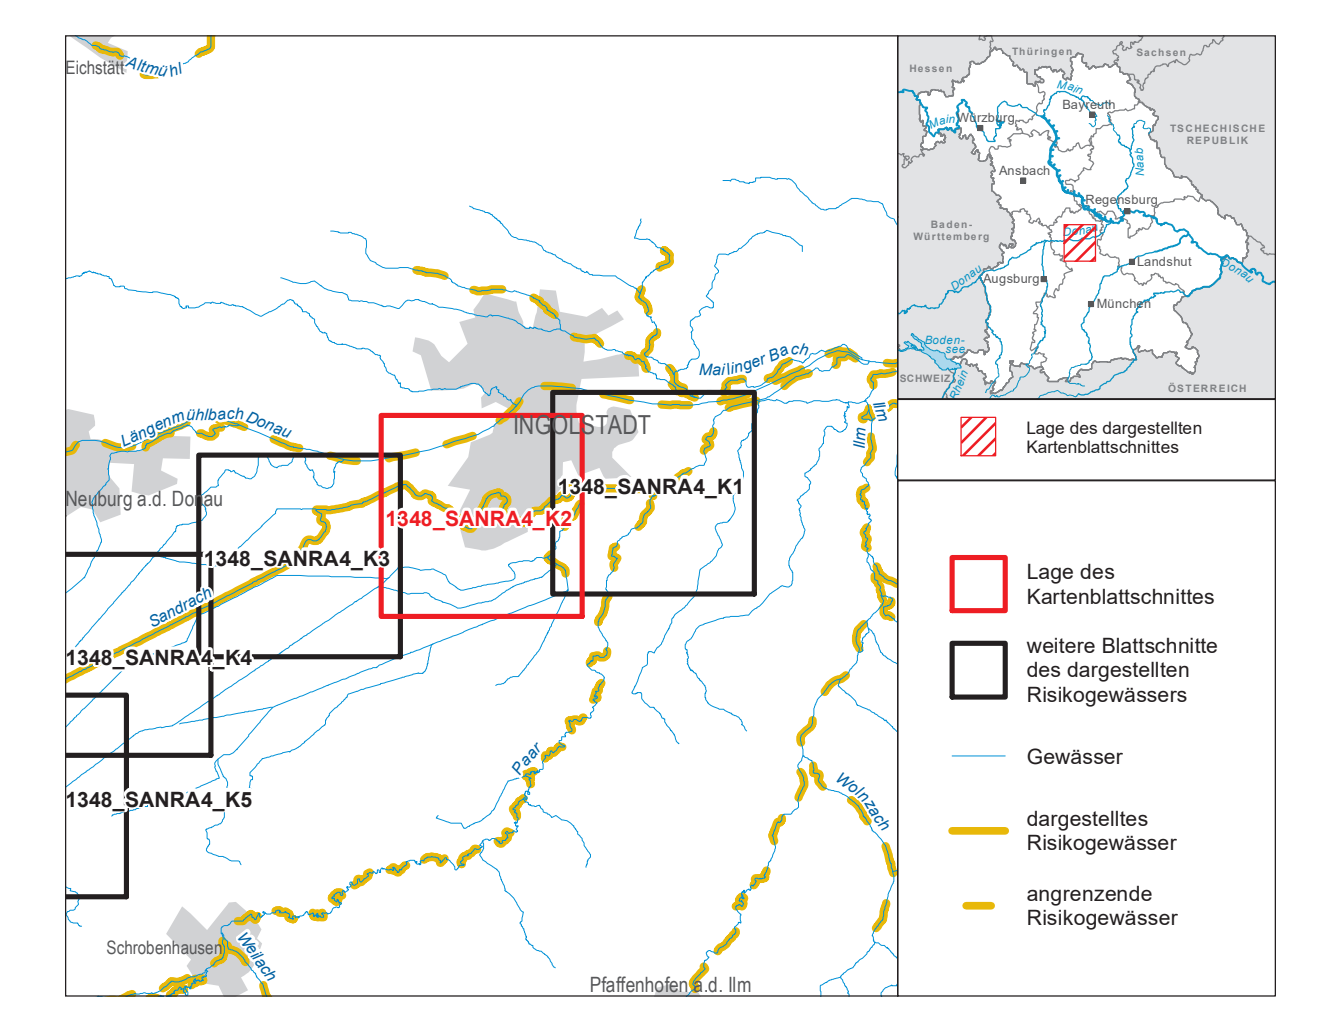 Eichstätt
Altmühl
Mailinger Bach
Längenmühlbach Donau
INGOLSTADT
Ilm
Ilm
Neuburg a.d. Donau
1348_SANRA4_K1
1348_SANRA4_K2
1348_SANRA4_K3
Sandrach
1348_SANRA4_K4
1348_SANRA4_K5
Paar
Wolnzach
Schrobenhausen
Weilach
Pfaffenhofen a.d. Ilm
Thüringen
Sachsen
Hessen
Main
Bayreuth
Main
Würzburg
TSCHECHISCHE
REPUBLIK
Naab
Ansbach
Regensburg
Baden-
Württemberg
Donau
Landshut
Donau
Augsburg
Donau
München
Boden-
see
SCHWEIZ
Rhein
ÖSTERREICH
Lage des dargestellten
Kartenblattschnittes
Lage des
Kartenblattschnittes
weitere Blattschnitte
des dargestellten
Risikogewässers
Gewässer
dargestelltes
Risikogewässer
angrenzende
Risikogewässer